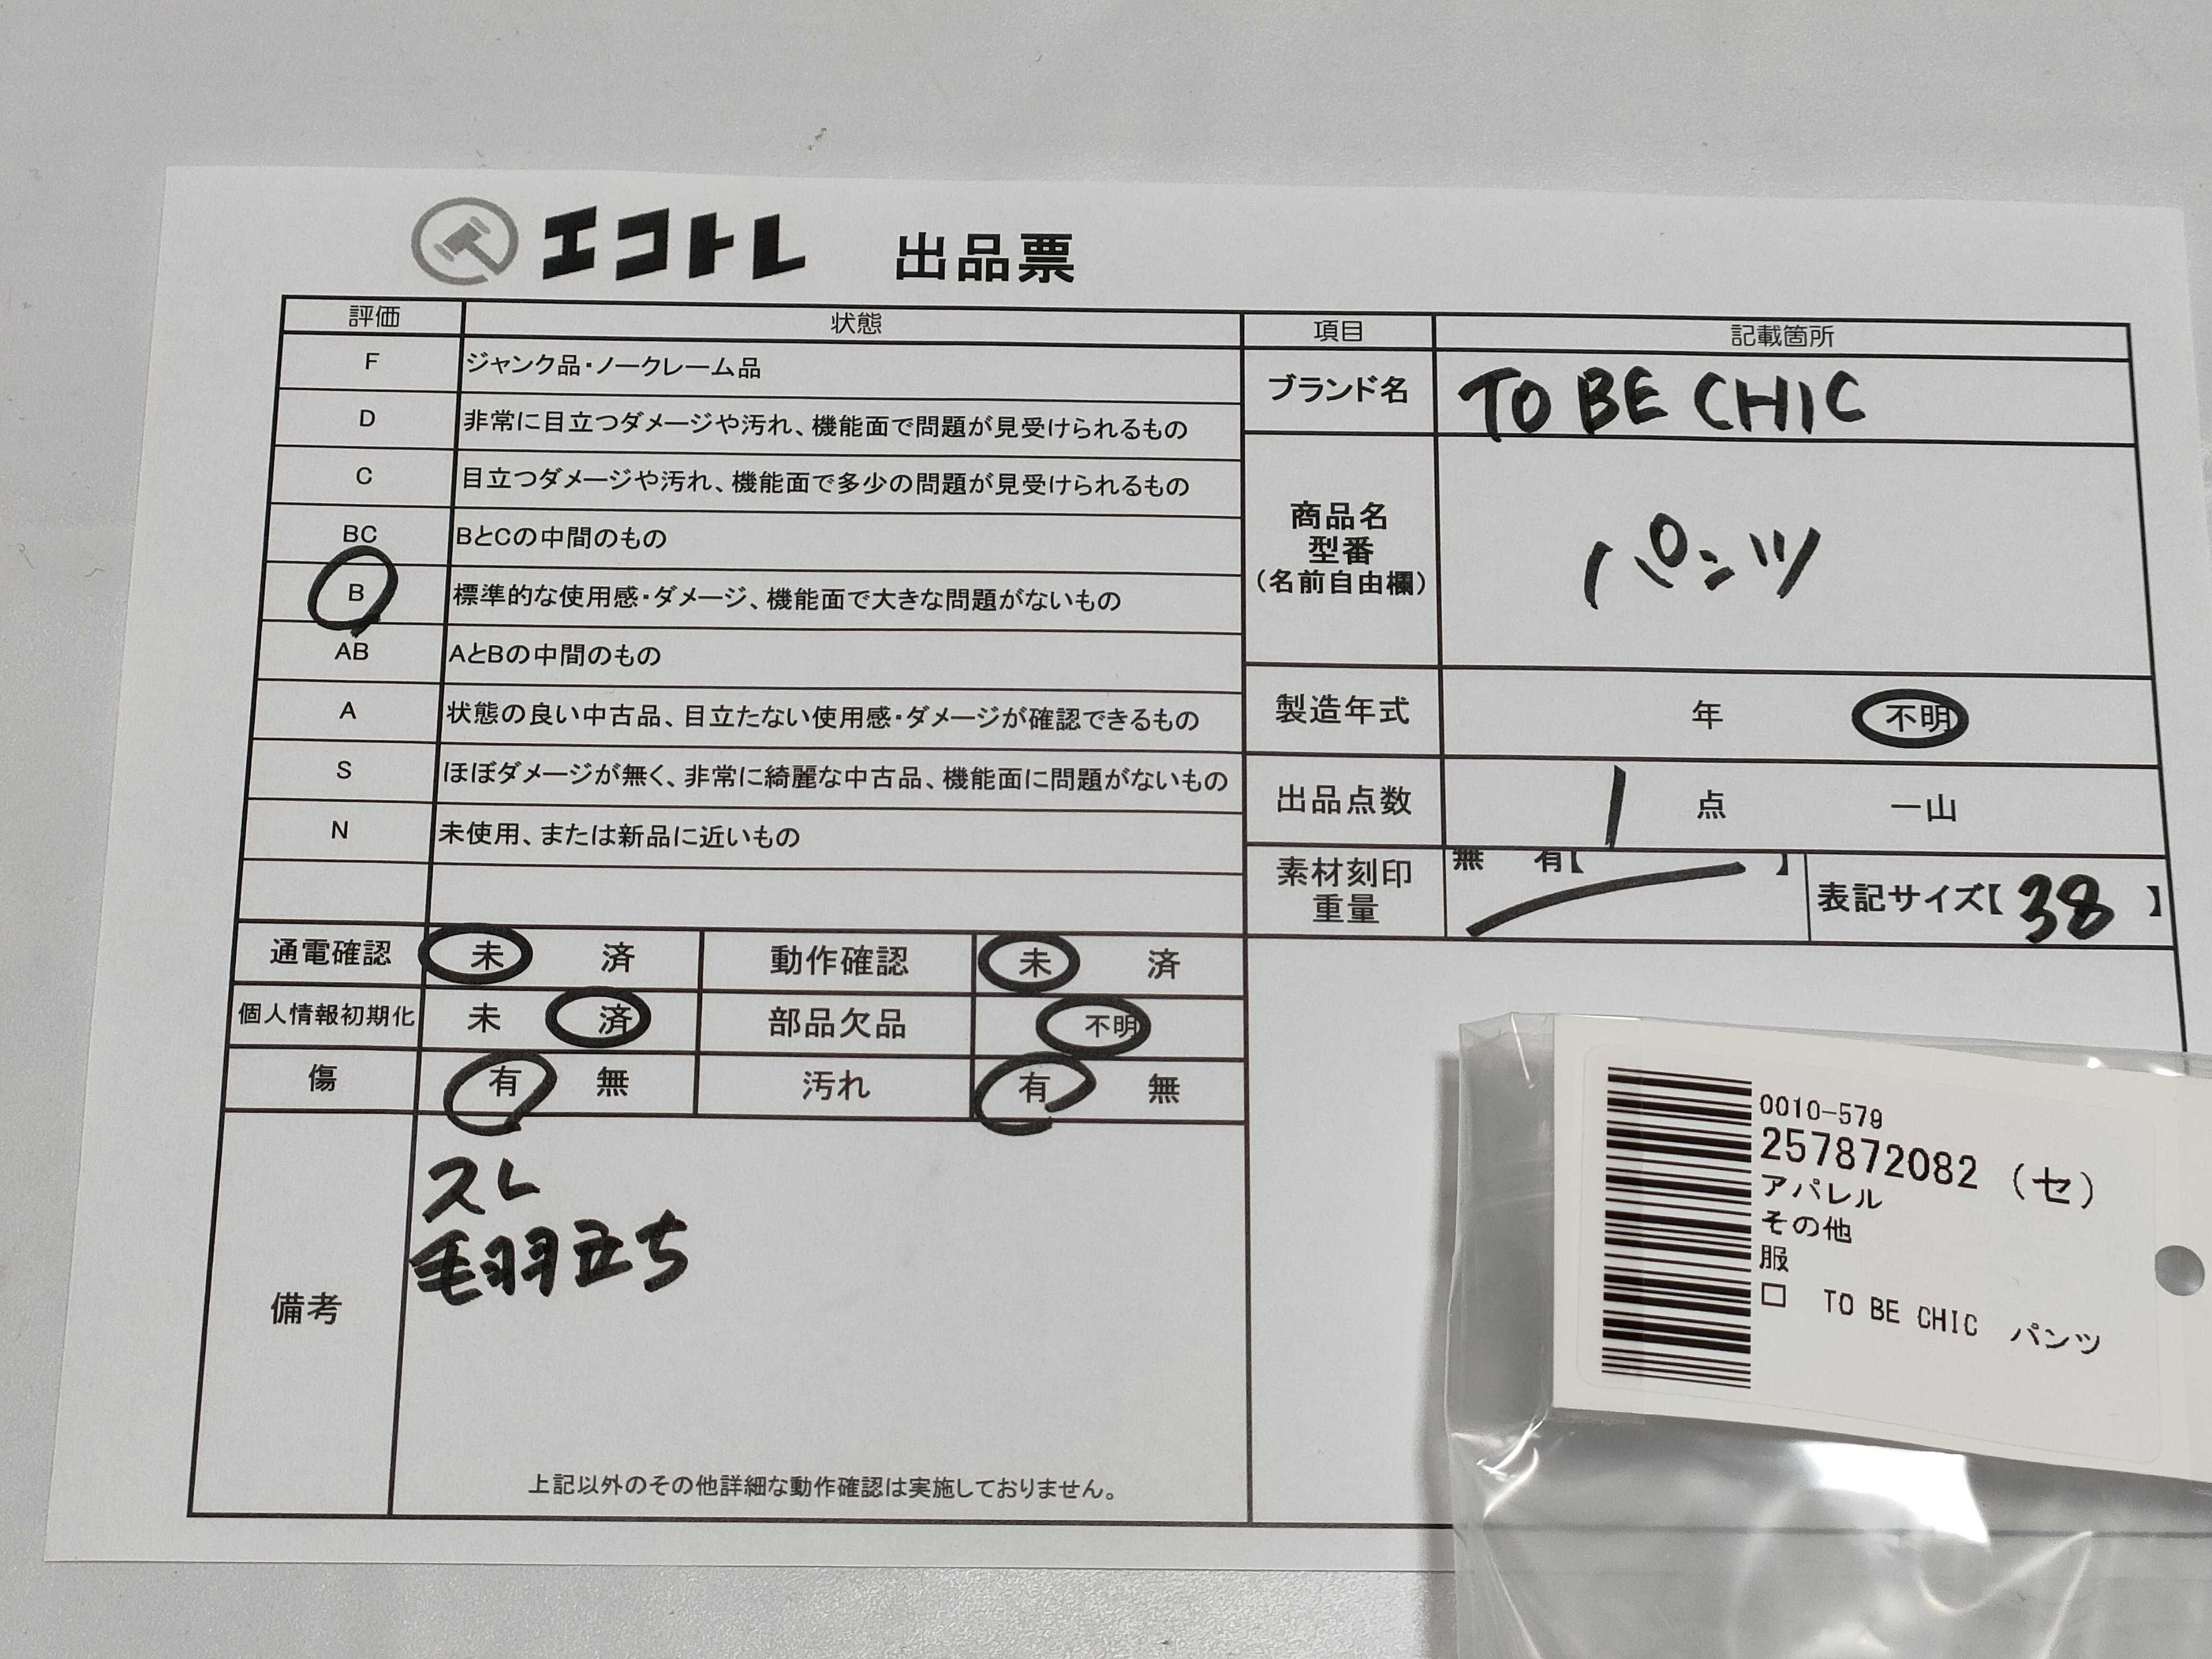 エコトレ 出品票
評価 状態
F ジャンク品・ノークレーム品
D 非常に目立つダメージや汚れ、機能面で問題が見受けられるもの
C 目立つダメージや汚れ、機能面で多少の問題が見受けられるもの
BC BとCの中間のもの
B 標準的な使用感・ダメージ、機能面で大きな問題がないもの
AB AとBの中間のもの
A 状態の良い中古品、目立たない使用感・ダメージが確認できるもの
S ほぼダメージが無く、非常に綺麗な中古品、機能面に問題がないもの
N 未使用、または新品に近いもの
通電確認 未 済 動作確認 未 済
個人情報初期化 未 済 部品欠品 不明
傷 有 無 汚れ 有 無
備考
スレ
毛羽立ち
上記以外のその他詳細な動作確認は実施しておりません。
項目 記載箇所
ブランド名 TO BE CHIC
商品名
型番
(名前自由欄)
パンツ
製造年式 年 不明
出品点数 1 点 一山
素材刻印
重量
無 有【 】
表記サイズ【 38 】
0010-579
257872082 (セ)
アパレル
その他
服
□ TO BE CHIC パンツ